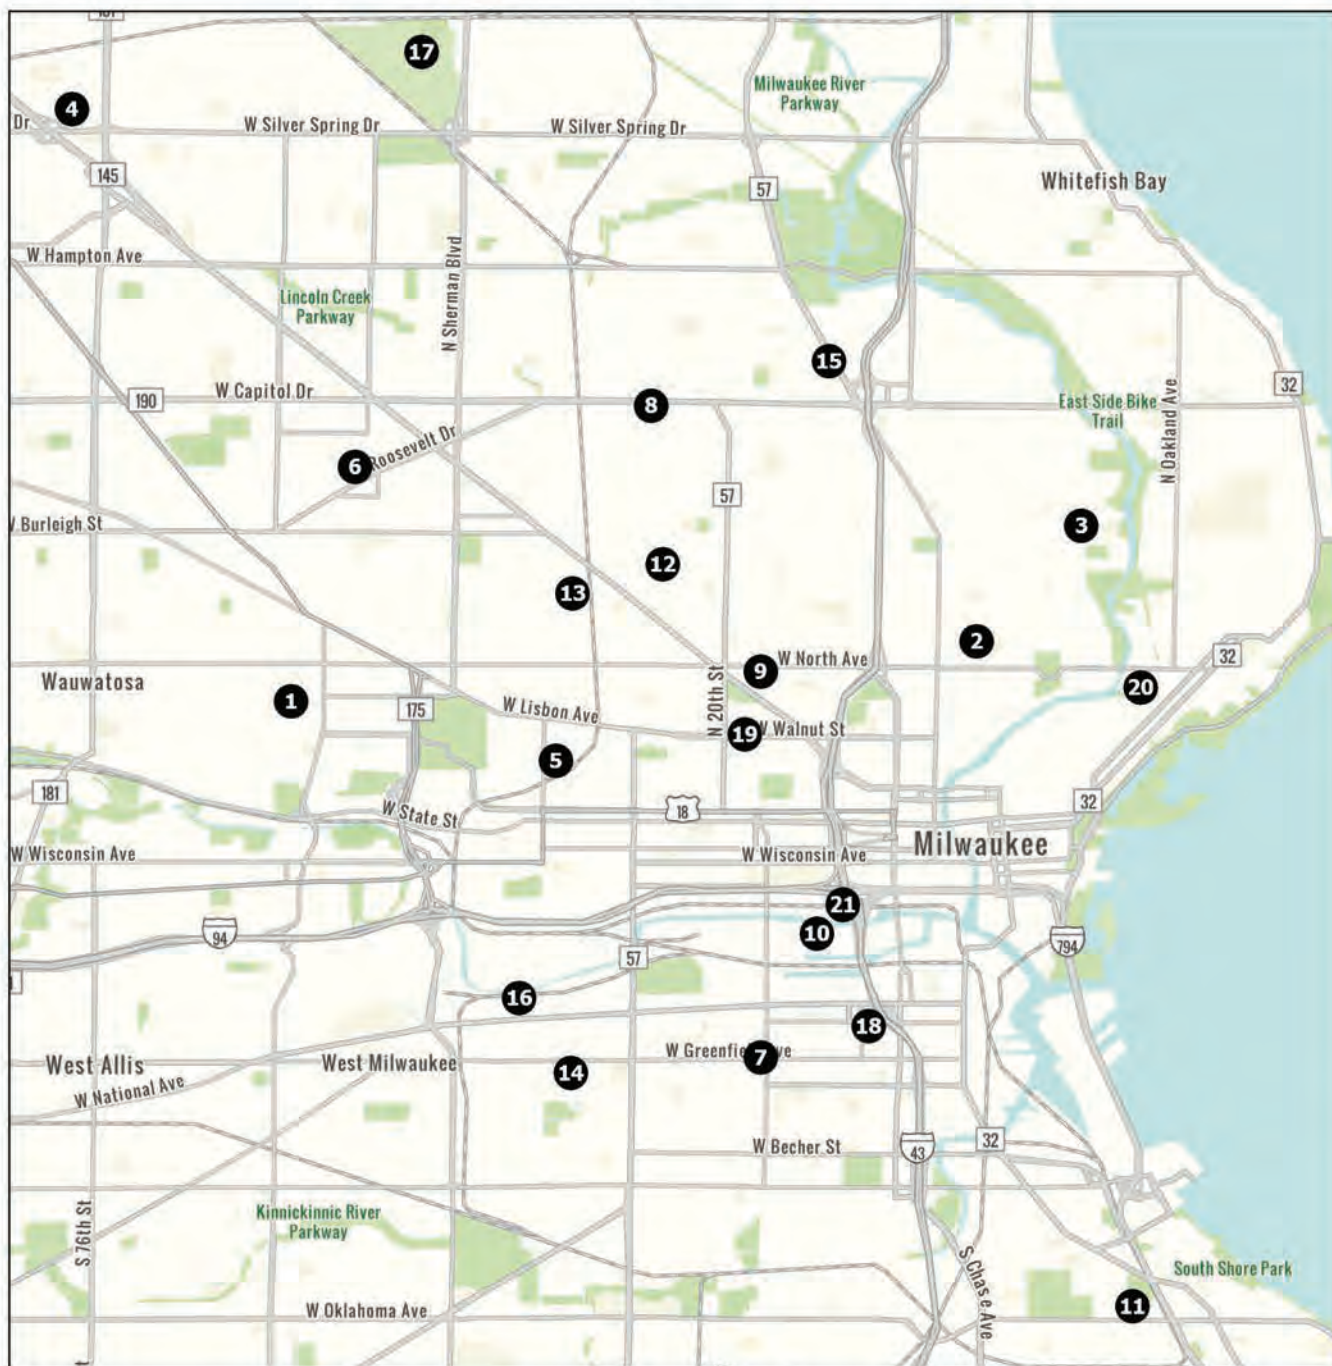 17
Milwaukee River
Parkway
4
Dr
W Silver Spring Dr
W Silver Spring Dr
145
57
Whitefish Bay
W Hampton Ave
N Sherman Blvd
Lincoln Creek
Parkway
15
32
190
W Capitol Dr
8
East Side Bike
Trail
N Oakland Ave
6
Roosevelt Dr
57
3
Burleigh St
12
13
2
W North Ave
9
32
Wauwatosa
1
175
W Lisbon Ave
N 20th St
20
19
W Walnut St
5
181
W State St
18
32
W Wisconsin Ave
W Wisconsin Ave
Milwaukee
21
10
94
57
794
16
18
West Allis
West Milwaukee
W Greenfield Ave
7
14
W National Ave
W Becher St
43
32
S 76th St
Kinnickinnic River
Parkway
S Chase Ave
South Shore Park
W Oklahoma Ave
11